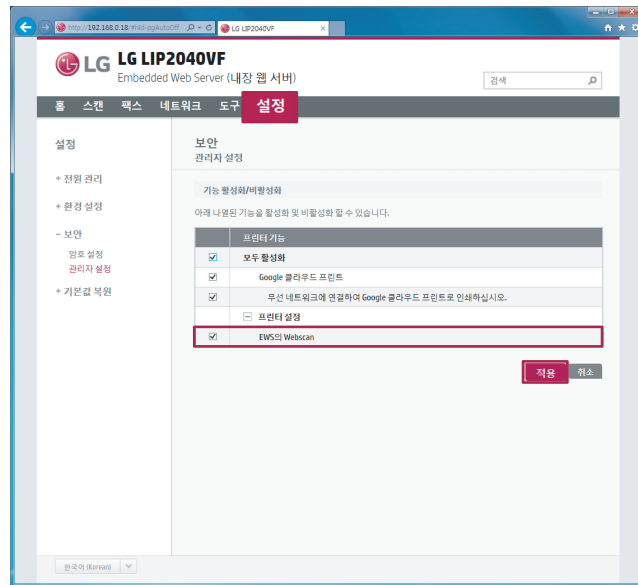 http://192.168.0.18/#hId-pgAutoOff
LG LIP2040VF
LG
LG LIP2040VF
Embedded Web Server (내장 웹 서버)
검색
홈 스캔 팩스 네트워크 도구 설정
설정
+ 전원 관리
+ 환경 설정
- 보안
암호 설정
관리자 설정
+ 기본값 복원
보안
관리자 설정
기능 활성화/비활성화
아래 나열된 기능을 활성화 및 비활성화 할 수 있습니다.
프린터 기능
모두 활성화
Google 클라우드 프린트
무선 네트워크에 연결하여 Google 클라우드 프린트로 인쇄하십시오.
프린터 설정
EWS의 Webscan
적용 취소
한국어 (Korean)